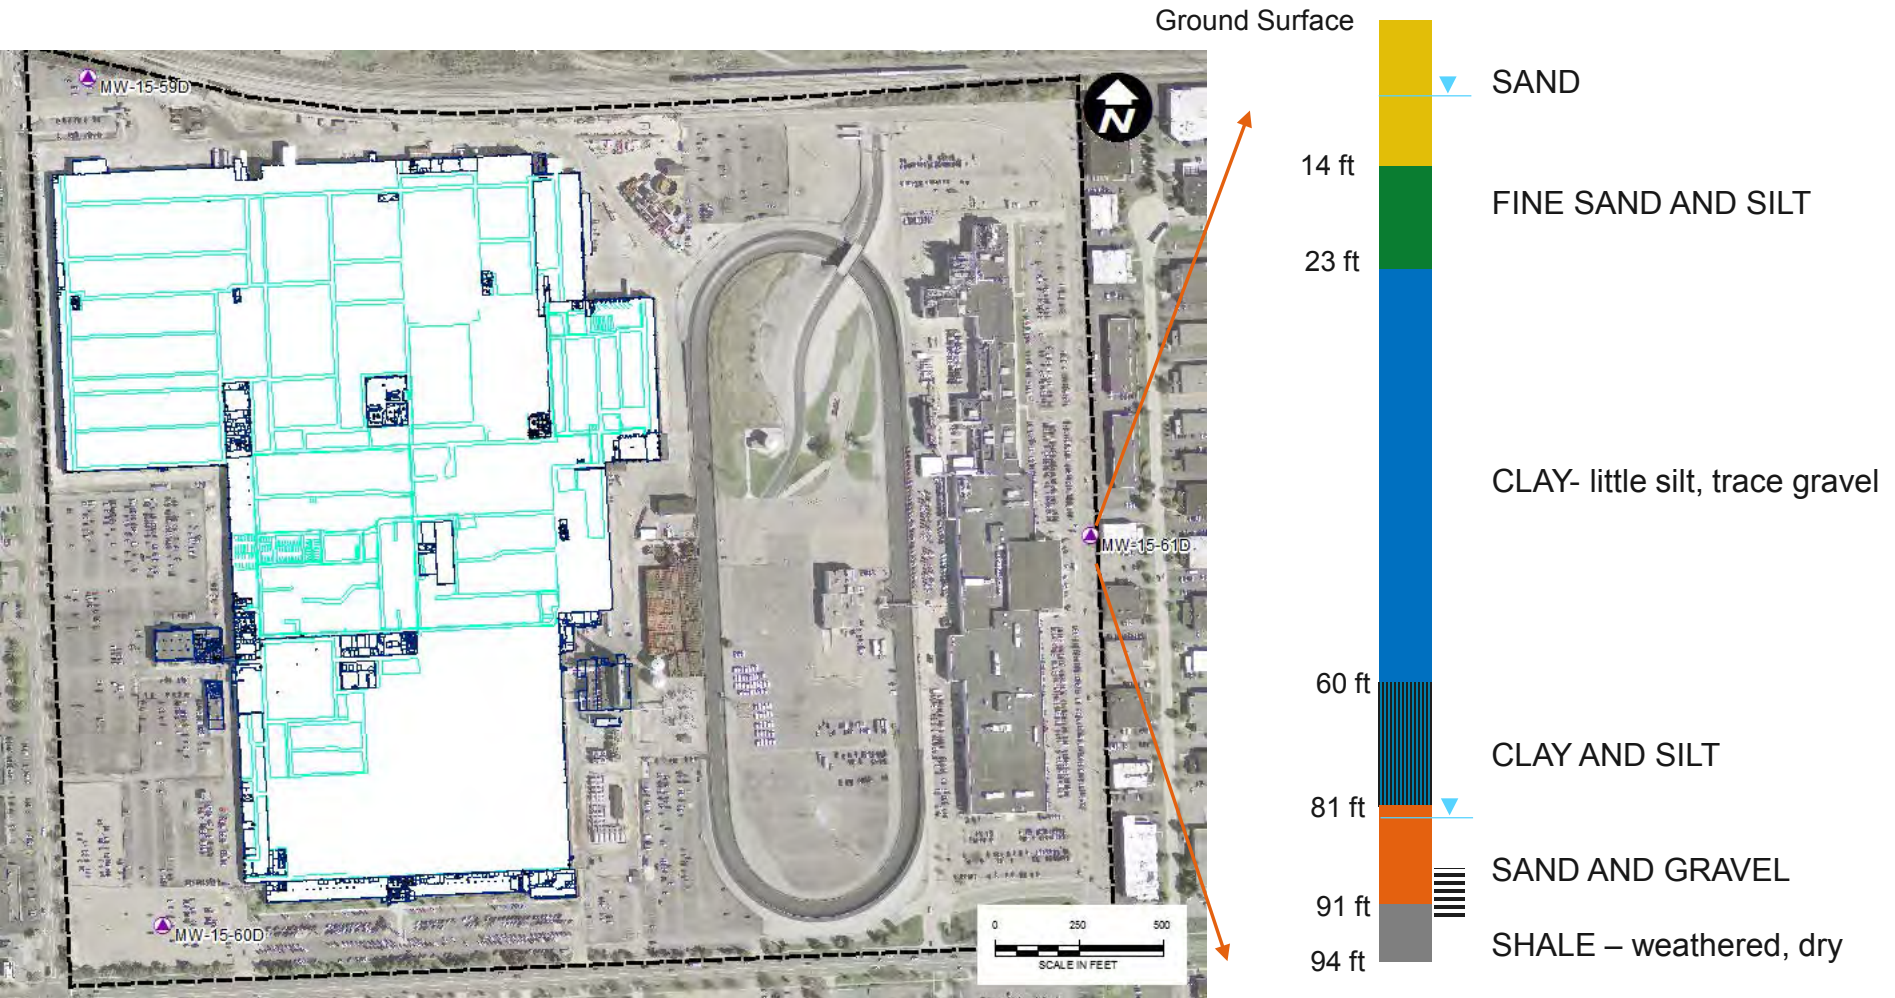 Ground Surface
SAND
14 ft
FINE SAND AND SILT
23 ft
CLAY- little silt, trace gravel
60 ft
CLAY AND SILT
81 ft
SAND AND GRAVEL
91 ft
SHALE – weathered, dry
94 ft
MW-15-59D
N
MW-15-61D
MW-15-60D
0 250 500
SCALE IN FEET